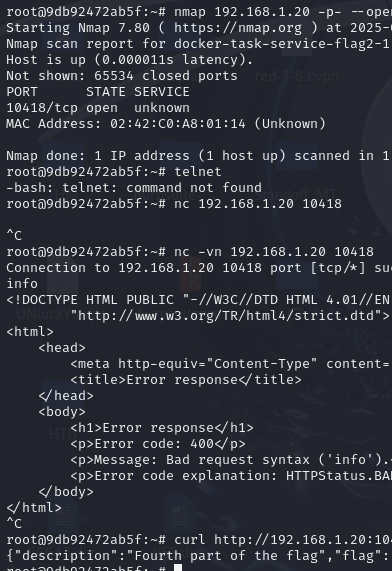 root@9db92472ab5f:~# nmap 192.168.1.20 -p- --ope
Starting Nmap 7.80 ( https://nmap.org ) at 2025-
Nmap scan report for docker-task-service-flag2-1
Host is up (0.000011s latency).
Not shown: 65534 closed ports
PORT      STATE SERVICE
10418/tcp open  unknown
MAC Address: 02:42:C0:A8:01:14 (Unknown)
Nmap done: 1 IP address (1 host up) scanned in 1
root@9db92472ab5f:~# telnet
-bash: telnet: command not found
root@9db92472ab5f:~# nc 192.168.1.20 10418
^C
root@9db92472ab5f:~# nc -vn 192.168.1.20 10418
Connection to 192.168.1.20 10418 port [tcp/*] su
info
<!DOCTYPE HTML PUBLIC "-//W3C//DTD HTML 4.01//EN
        "http://www.w3.org/TR/html4/strict.dtd">
<html>
    <head>
        <meta http-equiv="Content-Type" content=
        <title>Error response</title>
    </head>
    <body>
        <h1>Error response</h1>
        <p>Error code: 400</p>
        <p>Message: Bad request syntax ('info').
        <p>Error code explanation: HTTPStatus.BA
    </body>
</html>
^C
root@9db92472ab5f:~# curl http://192.168.1.20:10
{"description":"Fourth part of the flag","flag":
root@9db92472ab5f:~#